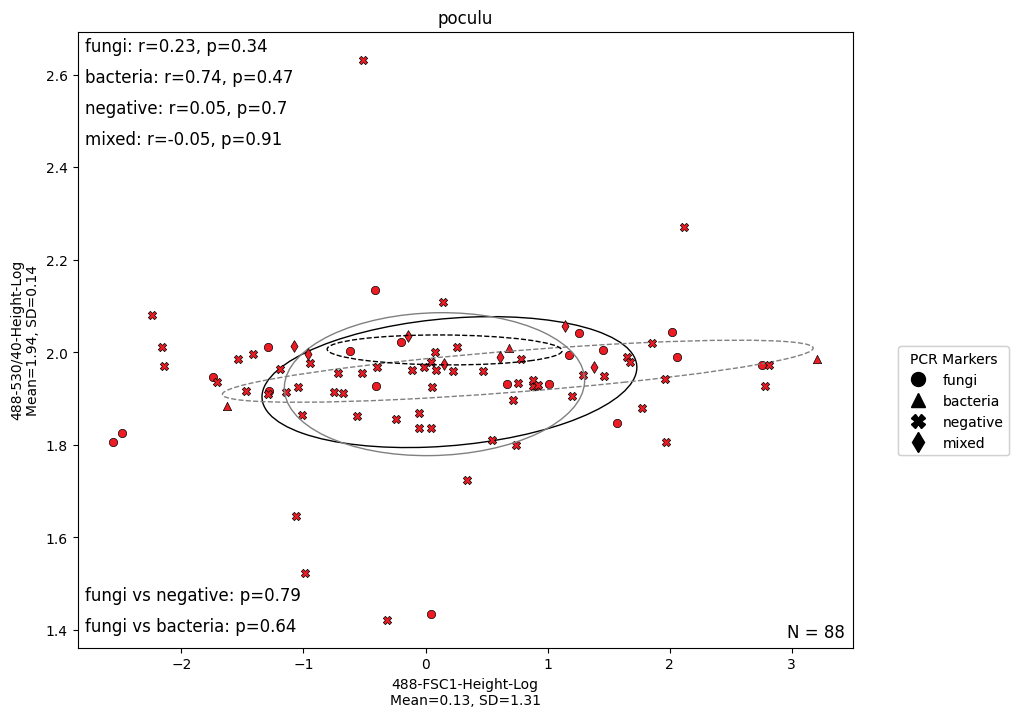 poculu
fungi: r=0.23, p=0.34
bacteria: r=0.74, p=0.47
negative: r=0.05, p=0.7
mixed: r=-0.05, p=0.91
2.6
2.4
2.2
2.0
1.8
1.6
1.4
488-530/40-Height-Log
Mean=1.94, SD=0.14
PCR Markers
fungi
bacteria
negative
mixed
fungi vs negative: p=0.79
fungi vs bacteria: p=0.64
N = 88
−2
−1
0
1
2
3
488-FSC1-Height-Log
Mean=0.13, SD=1.31